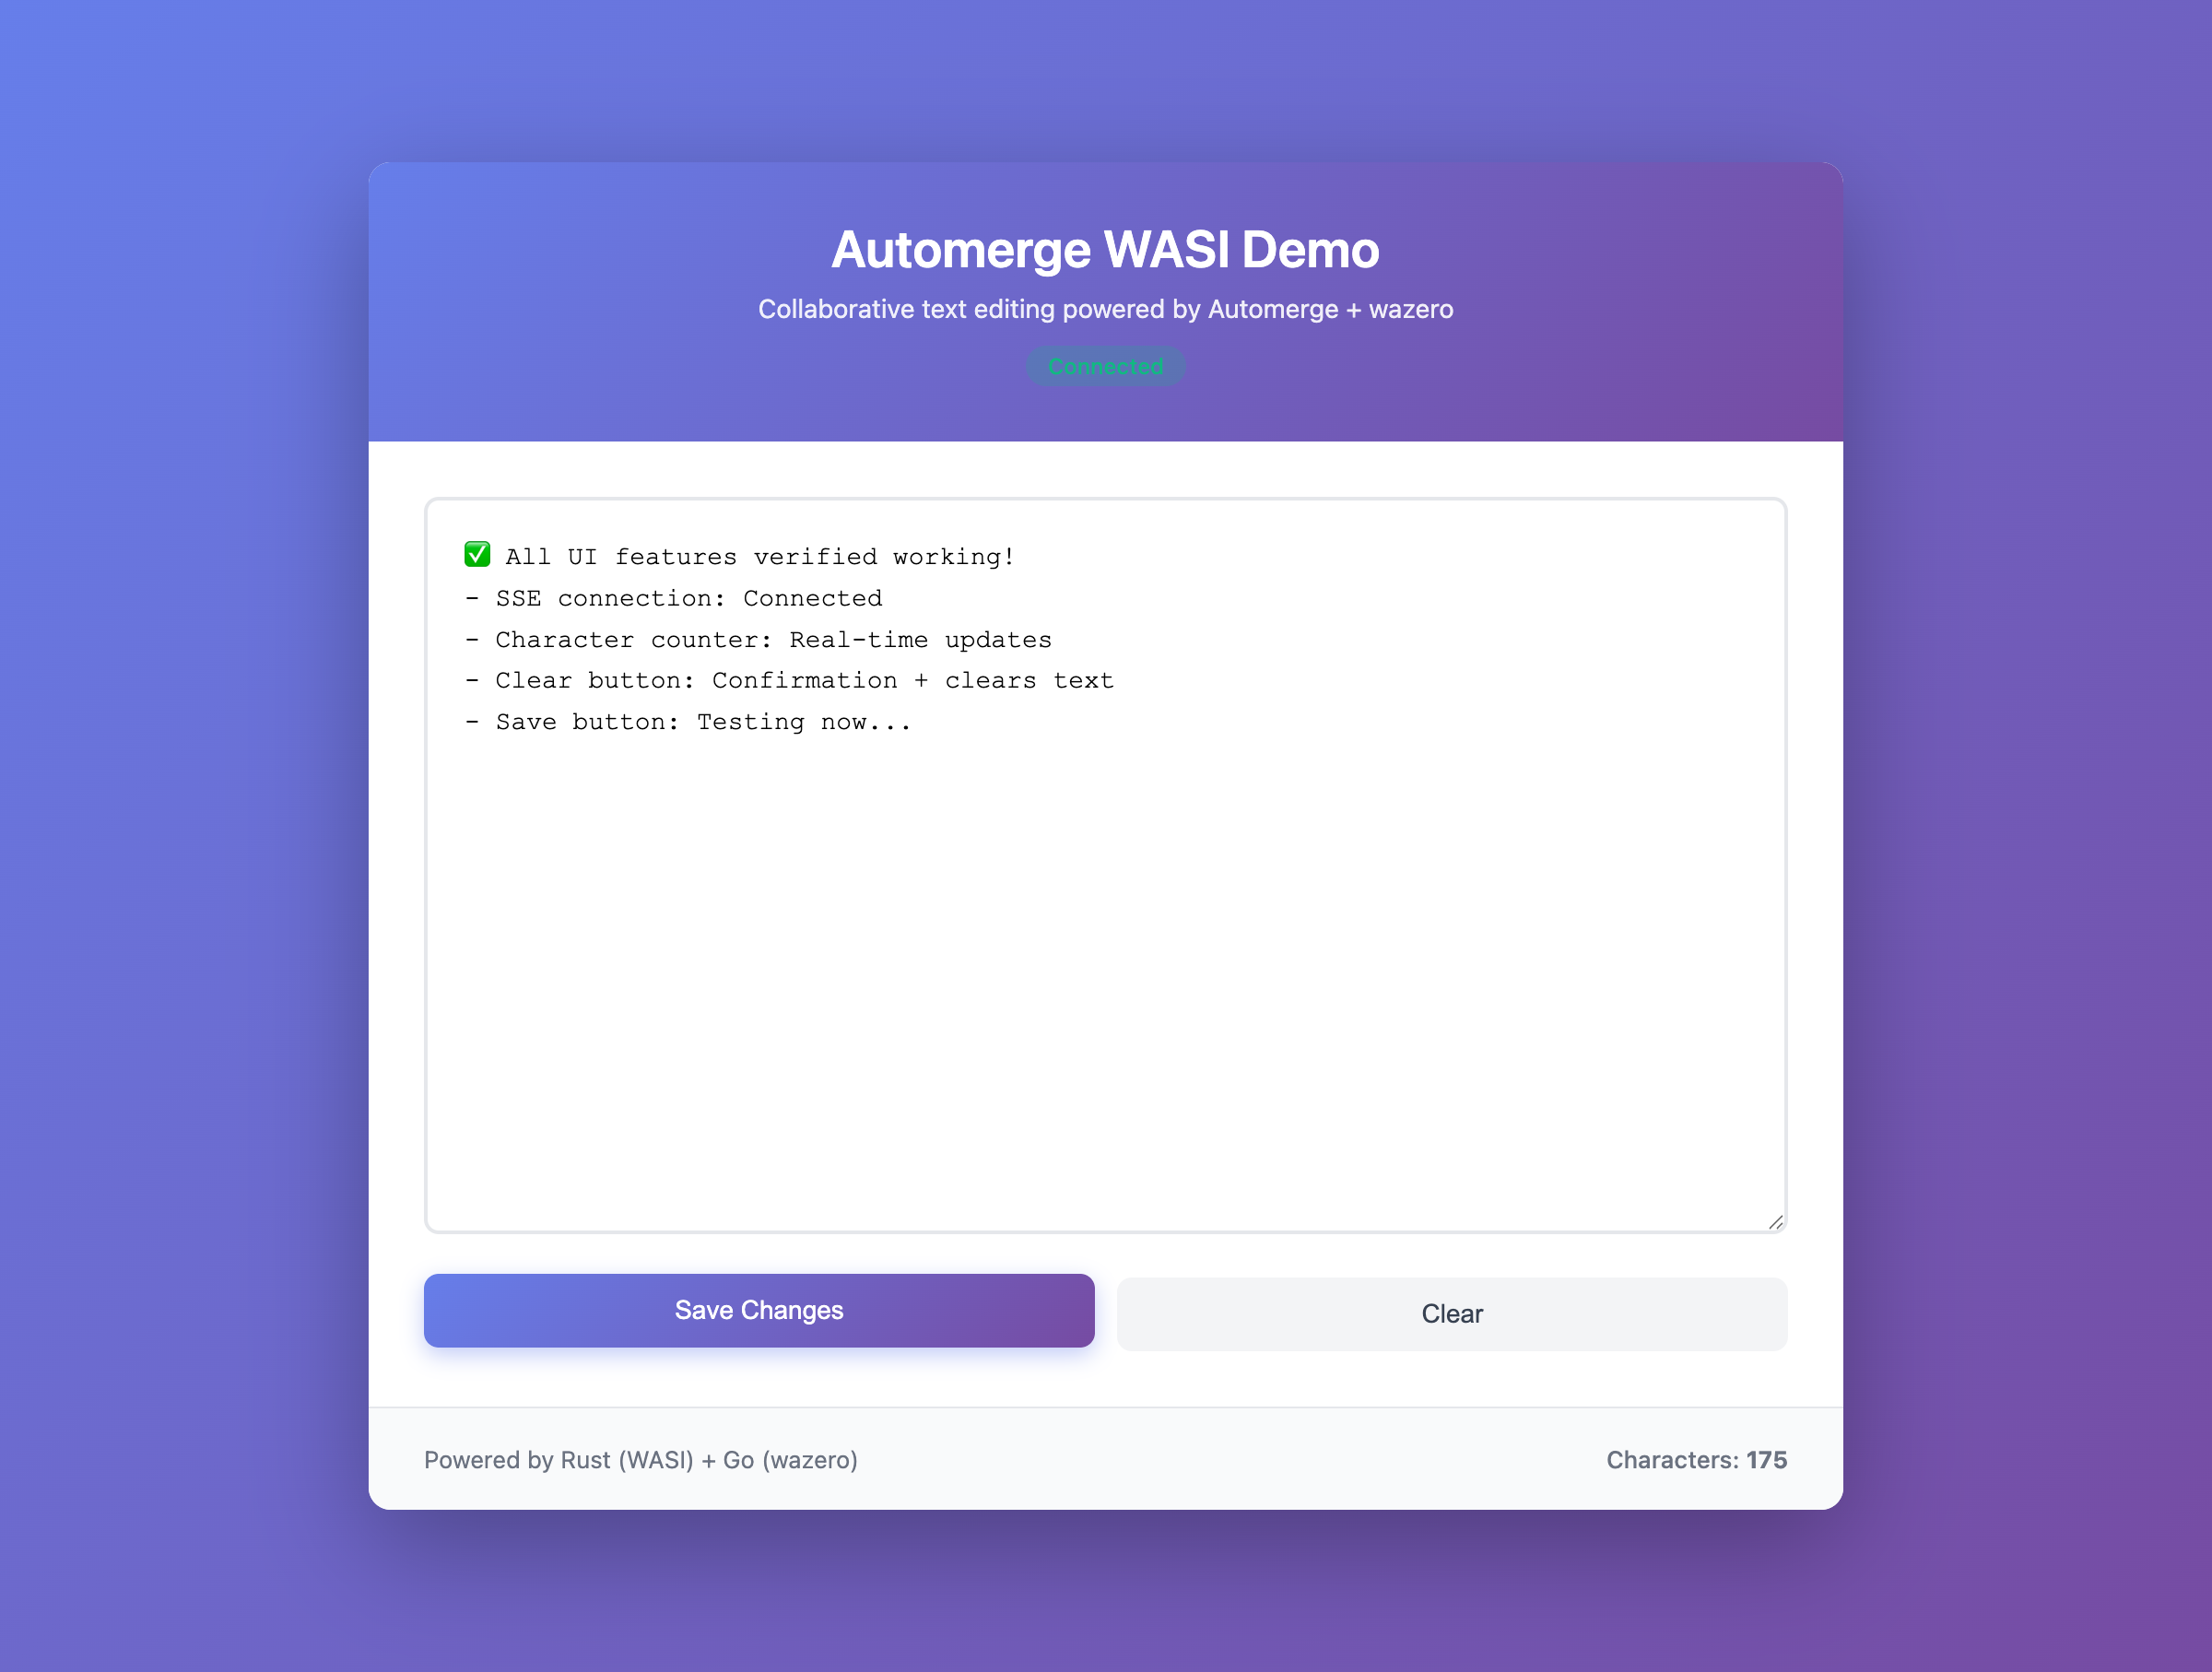 Automerge WASI Demo
Collaborative text editing powered by Automerge + wazero
Connected
✅ All UI features verified working!
- SSE connection: Connected
- Character counter: Real-time updates
- Clear button: Confirmation + clears text
- Save button: Testing now...
Save Changes
Clear
Powered by Rust (WASI) + Go (wazero)
Characters: 175